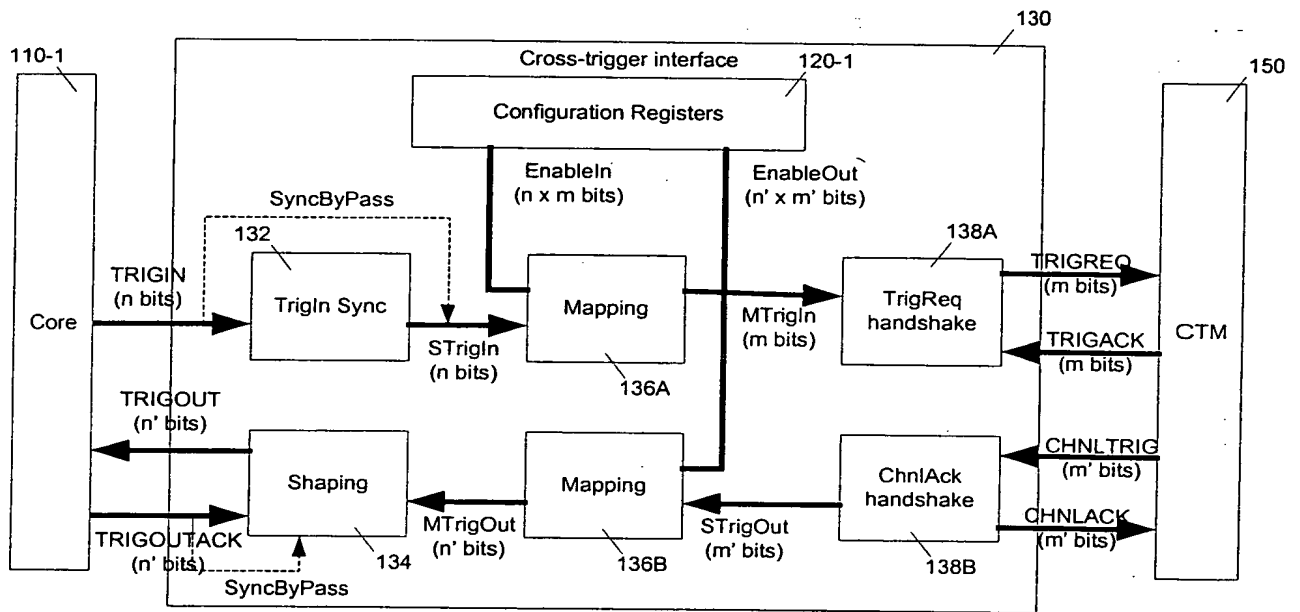 130
110-1
Cross-trigger interface
120-1
150
Configuration Registers
EnableIn
(n x m bits)
EnableOut
(n' x m' bits)
SyncByPass
132
138A
TRIGIN
(n bits)
TRIGREQ
(m bits)
Core
TrigIn Sync
Mapping
TrigReq
handshake
MTrigIn
(m bits)
CTM
STrigIn
(n bits)
TRIGACK
(m bits)
136A
TRIGOUT
(n' bits)
CHNLTRIG
(m' bits)
Shaping
Mapping
ChnlAck
handshake
MTrigOut
(n' bits)
STrigOut
(m' bits)
CHNLACK
(m' bits)
TRIGOUTACK
(n' bits)
134
136B
138B
SyncByPass